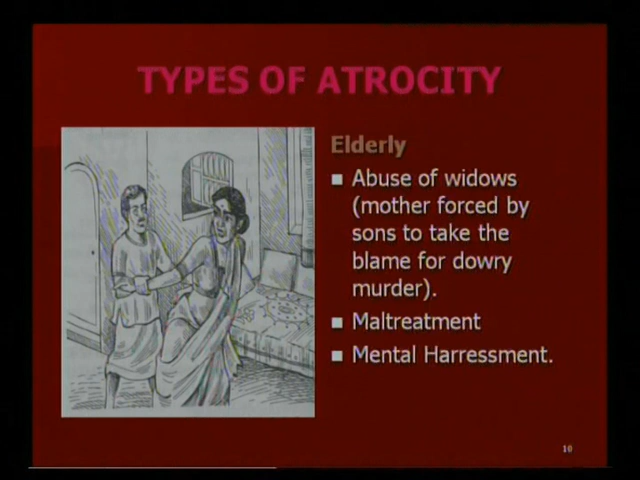 TYPES OF ATROCITY
Elderly
Abuse of widows
(mother forced by
sons to take the
blame for dowry
murder).
Maltreatment
Mental Harressment.
10